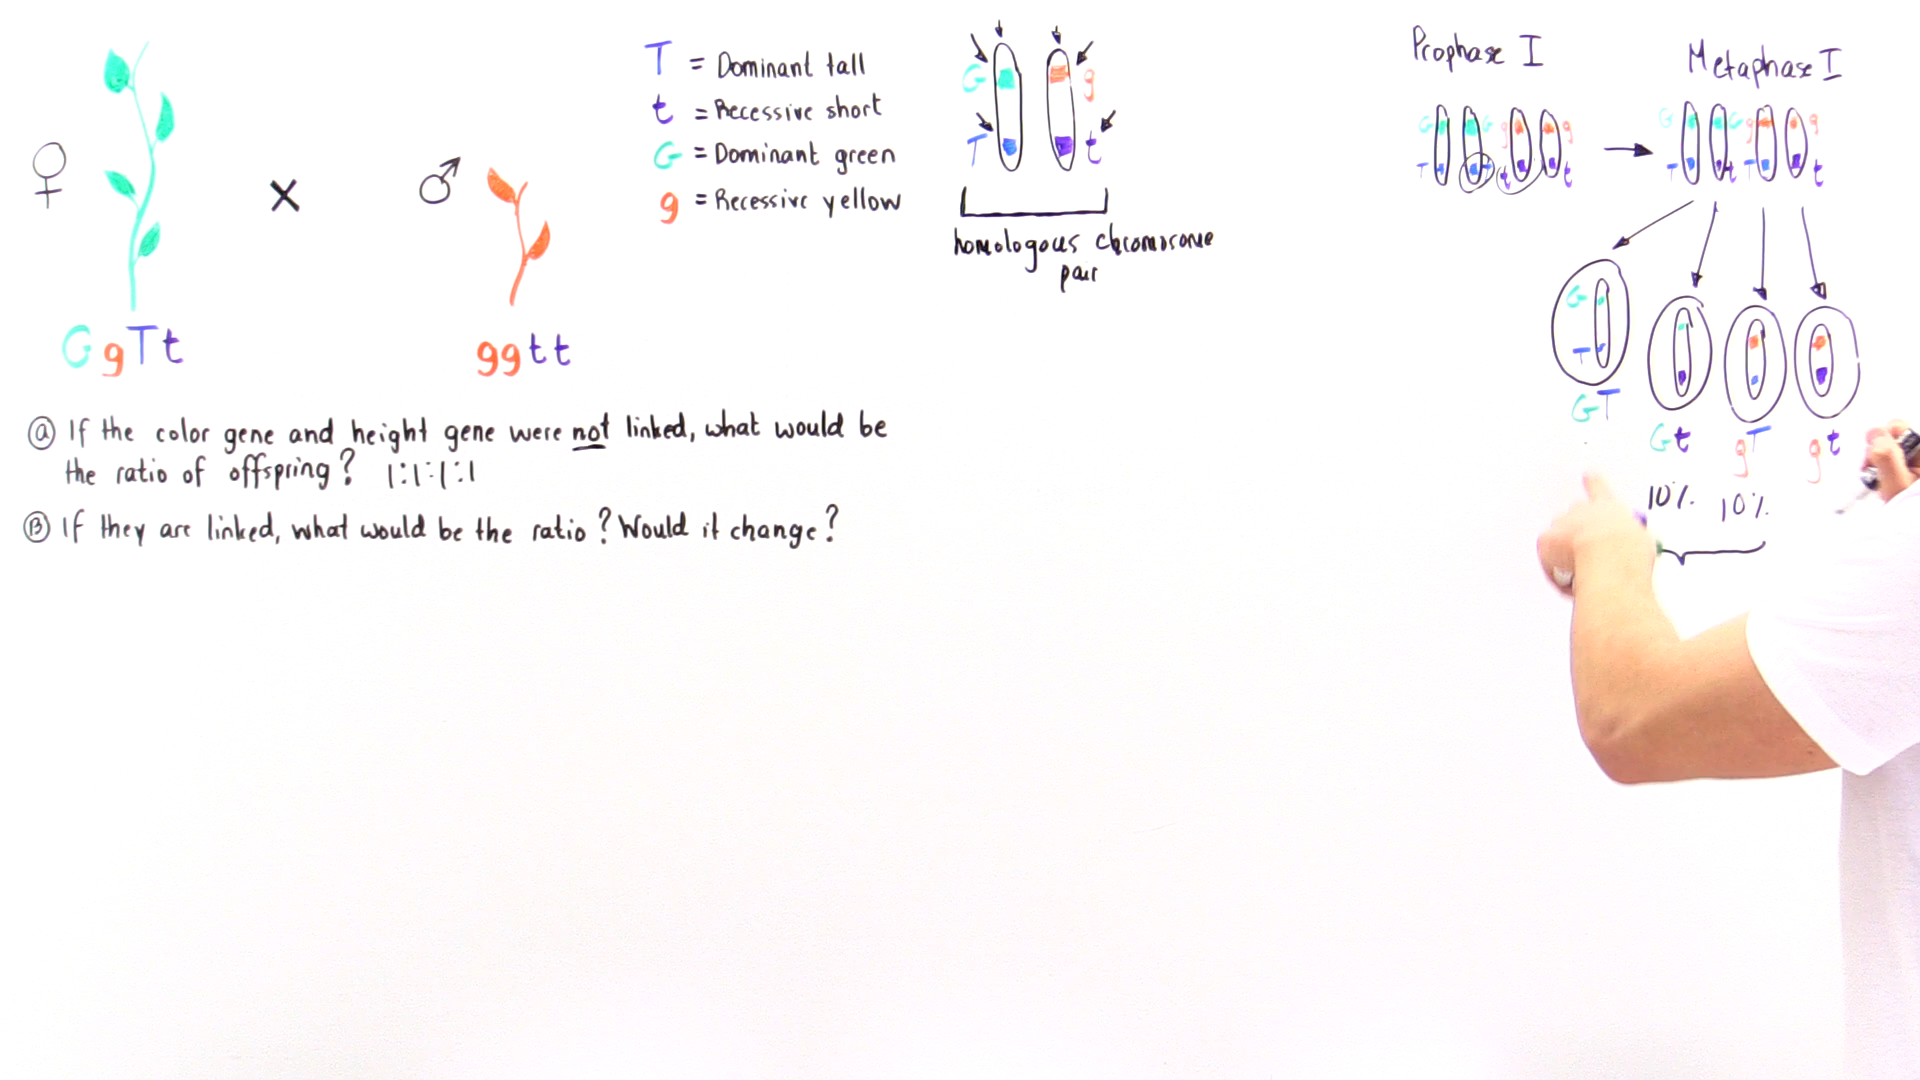 T = Dominant tall
t = Recessive short
G = Dominant green
g = Recessive yellow
G g
T t
homologous chromosome
pair
Prophase I
Metaphase I
G G g g
T T t t
G G g g
T t T t
G
T
GT
Gt gT gt
10% 10%
♀ X ♂
GgTt ggtt
Ⓐ If the color gene and height gene were not linked, what would be
the ratio of offspring? 1:1:1:1
Ⓑ If they are linked, what would be the ratio? Would it change?